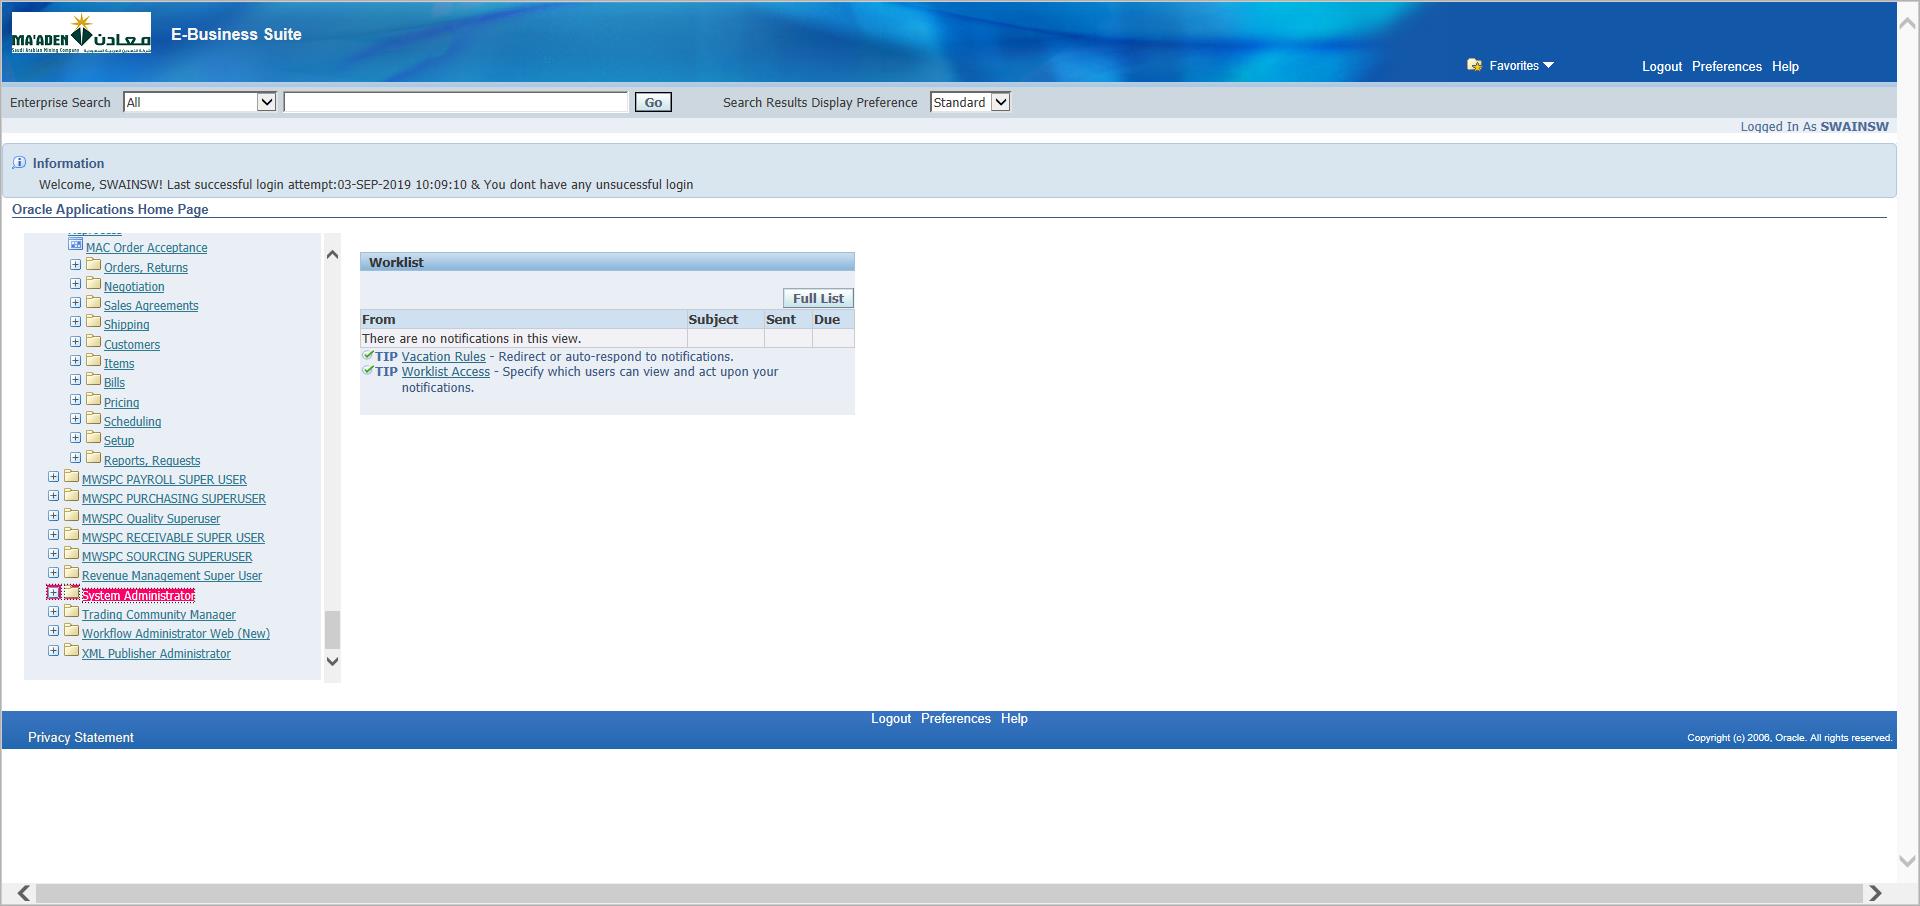 MA'ADEN معادن
Saudi Arabian Mining Company
E-Business Suite
Favorites
Logout Preferences Help
Enterprise Search All Go Search Results Display Preference Standard
Logged In As SWAINSW
Information
Welcome, SWAINSW! Last successful login attempt:03-SEP-2019 10:09:10 & You dont have any unsucessful login
Oracle Applications Home Page
MAC Order Acceptance
Orders, Returns
Negotiation
Sales Agreements
Shipping
Customers
Items
Bills
Pricing
Scheduling
Setup
Reports, Requests
MWSPC PAYROLL SUPER USER
MWSPC PURCHASING SUPERUSER
MWSPC Quality Superuser
MWSPC RECEIVABLE SUPER USER
MWSPC SOURCING SUPERUSER
Revenue Management Super User
System Administrator
Trading Community Manager
Workflow Administrator Web (New)
XML Publisher Administrator
Worklist
Full List
From Subject Sent Due
There are no notifications in this view.
TIP Vacation Rules - Redirect or auto-respond to notifications.
TIP Worklist Access - Specify which users can view and act upon your
notifications.
Logout Preferences Help
Privacy Statement
Copyright (c) 2006, Oracle. All rights reserved.